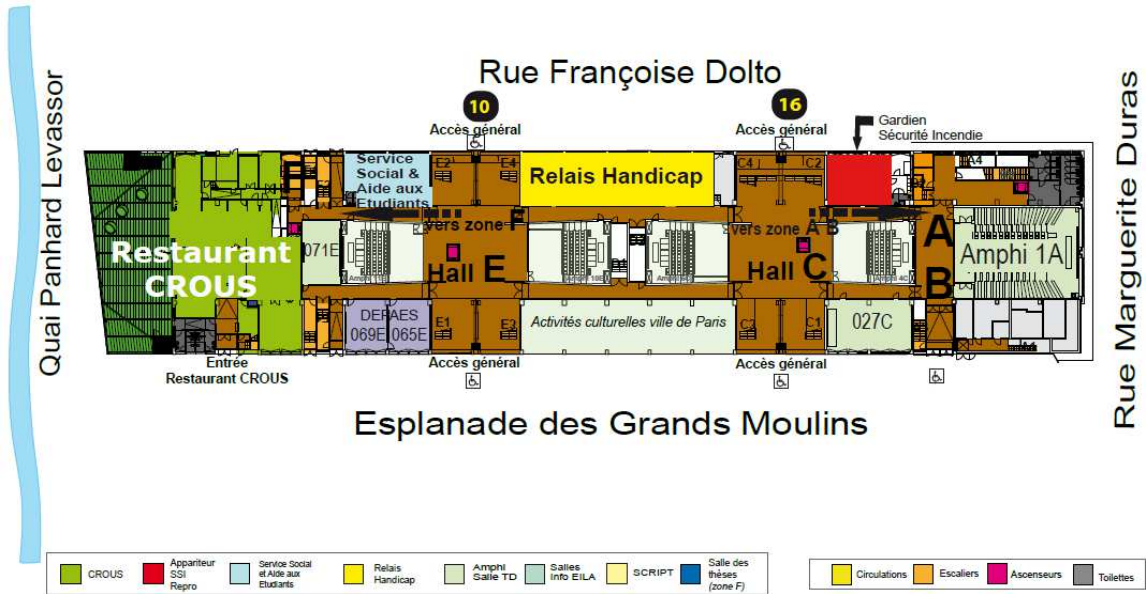 Rue Françoise Dolto
10
16
Accès général
Accès général
Gardien
Sécurité Incendie
Quai Panhard Levassor
Rue Marguerite Duras
Service
Social &
Aide aux
Etudiants
E2
E4
Relais Handicap
C4
C2
A4
vers zone F
vers zone A B
Restaurant
CROUS
071E
Hall E
Hall C
A
B
Amphi 1A
DEPAES
069E
065E
E1
Activités culturelles ville de Paris
C1
027C
Entrée
Restaurant CROUS
Accès général
Accès général
Esplanade des Grands Moulins
CROUS
Appariteur
SSI
Repro
Service Social
et Aide aux
Etudiants
Relais
Handicap
Amphi
Salle TD
Salles
Info EILA
SCRIPT
Salle des
thèses
(zone F)
Circulations
Escaliers
Ascenseurs
Toilettes